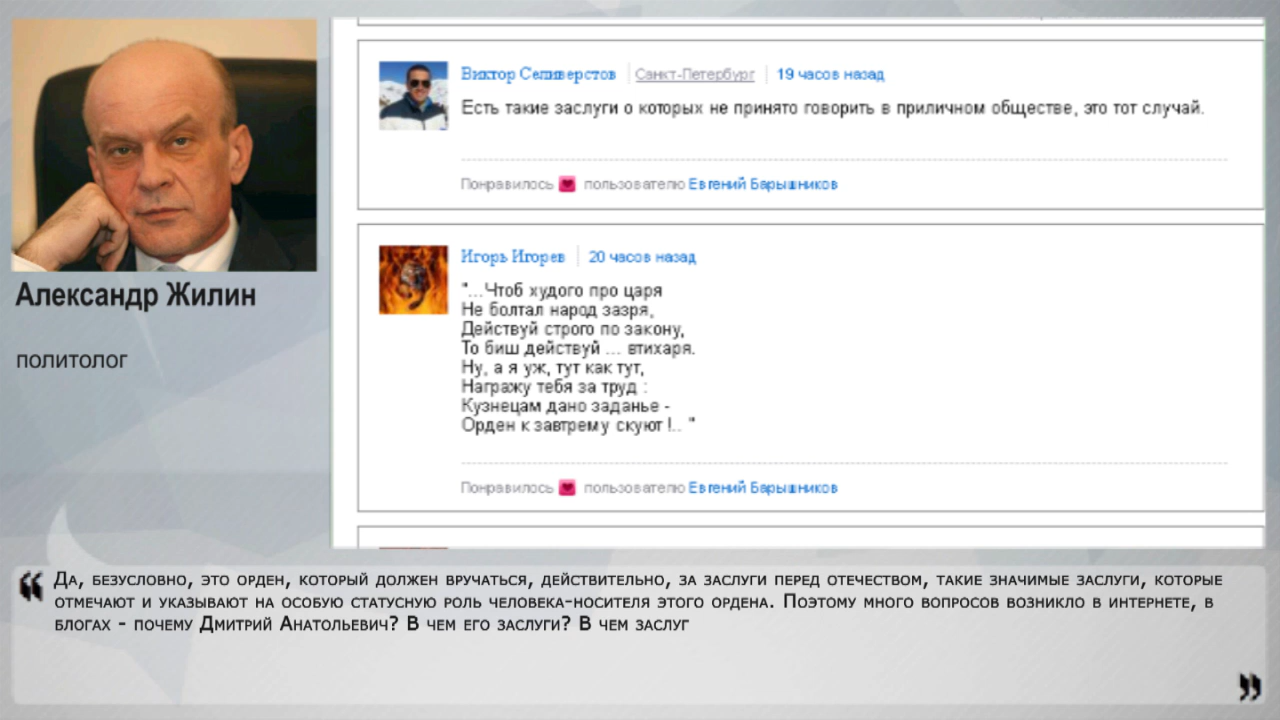 Александр Жилин
политолог
Виктор Селиверстов Санкт-Петербург 19 часов назад
Есть такие заслуги о которых не принято говорить в приличном обществе, это тот случай.
Понравилось пользователю Евгений Барышников
Игорь Игорев 20 часов назад
"...Чтоб худого про царя
Не болтал народ зазря,
Действуй строго по закону,
То биш действуй ... втихаря.
Ну, а я уж, тут как тут,
Награжу тебя за труд :
Кузнецам дано заданье -
Орден к завтрему скуют !.. "
Понравилось пользователю Евгений Барышников
“ Да, безусловно, это орден, который должен вручаться, действительно, за заслуги перед отечеством, такие значимые заслуги, которые
отмечают и указывают на особую статусную роль человека-носителя этого ордена. Поэтому много вопросов возникло в интернете, в
блогах - почему Дмитрий Анатольевич? В чем его заслуги? В чем заслуг
”